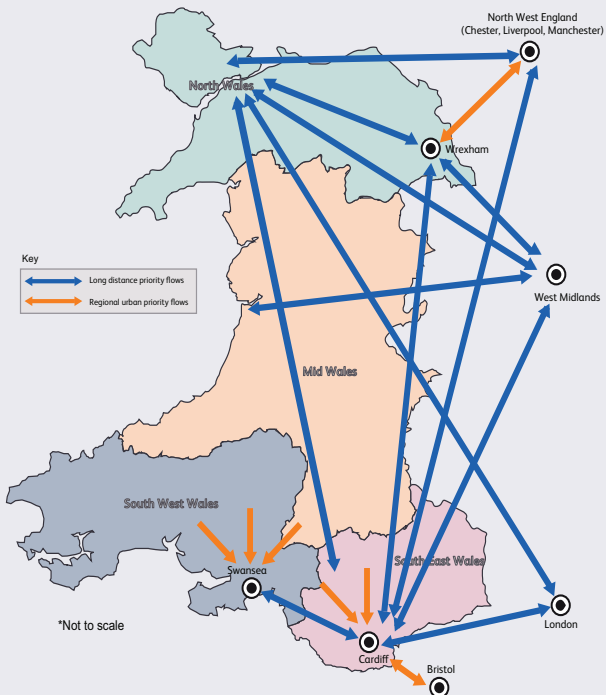 North West England
(Chester, Liverpool, Manchester)
North Wales
Wrexham
Key
Long distance priority flows
Regional urban priority flows
West Midlands
Mid Wales
South West Wales
South East Wales
Swansea
*Not to scale
London
Cardiff
Bristol